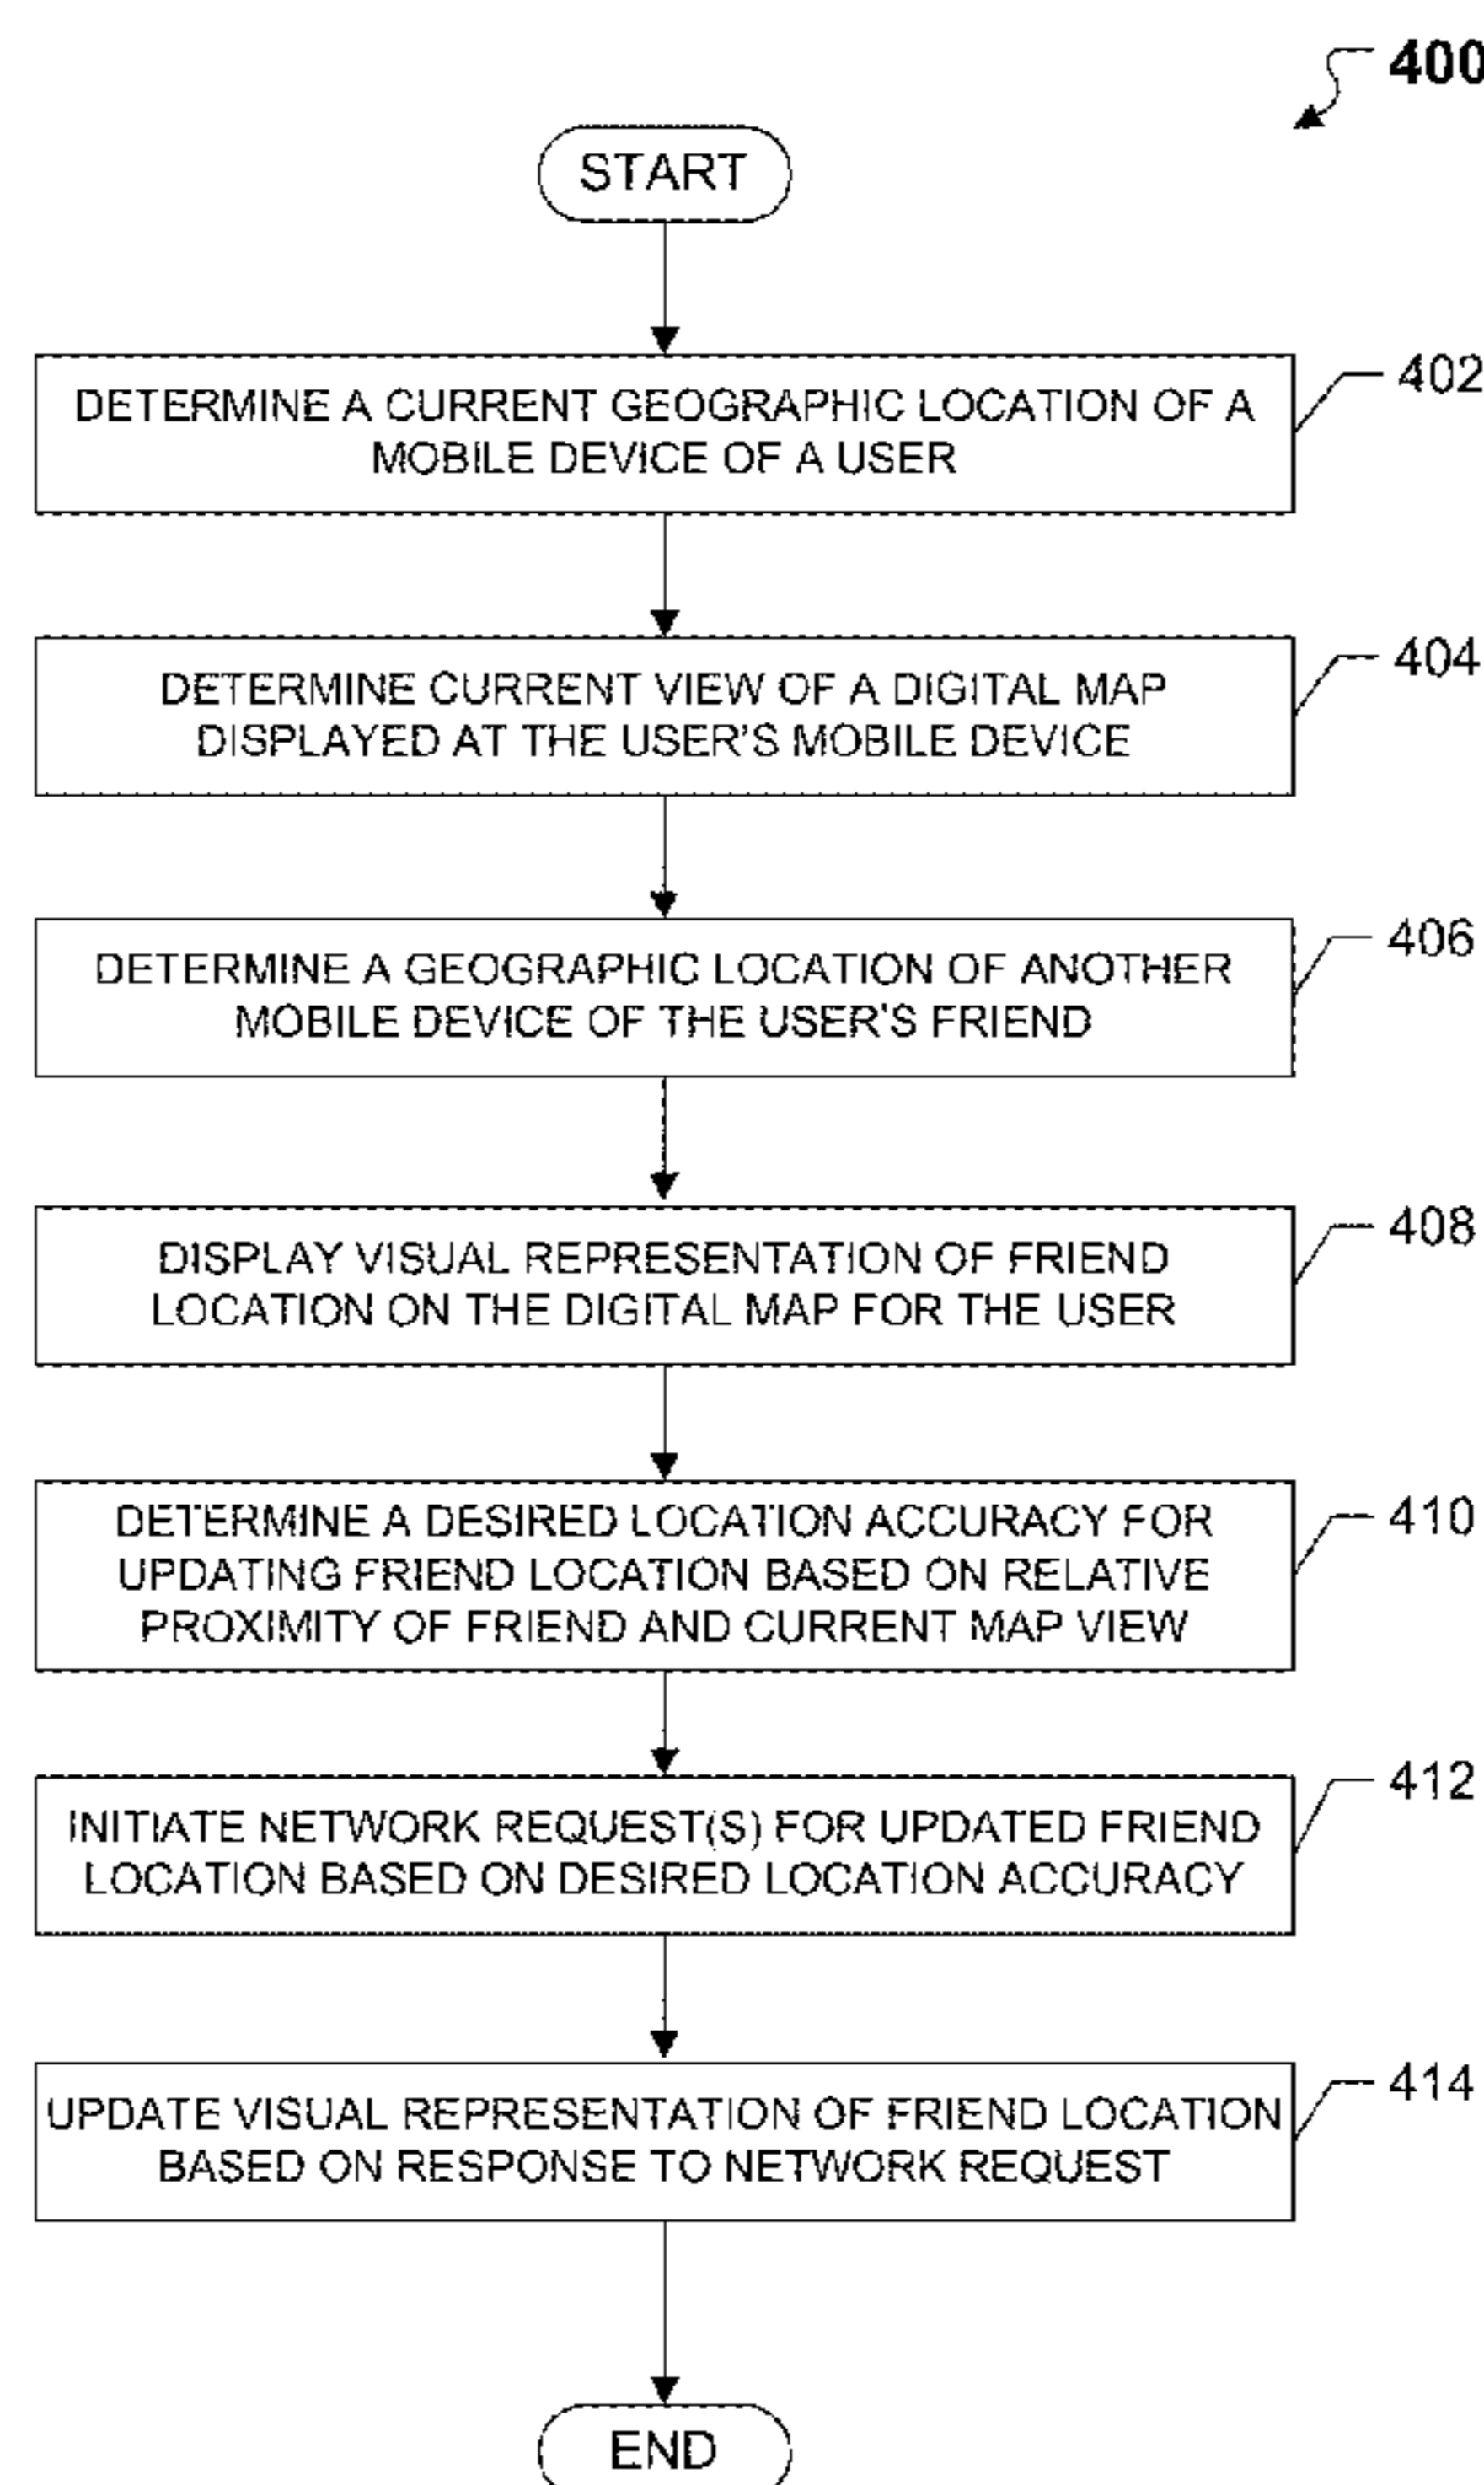 400
START
DETERMINE A CURRENT GEOGRAPHIC LOCATION OF A
MOBILE DEVICE OF A USER
402
DETERMINE CURRENT VIEW OF A DIGITAL MAP
DISPLAYED AT THE USER'S MOBILE DEVICE
404
DETERMINE A GEOGRAPHIC LOCATION OF ANOTHER
MOBILE DEVICE OF THE USER'S FRIEND
406
DISPLAY VISUAL REPRESENTATION OF FRIEND
LOCATION ON THE DIGITAL MAP FOR THE USER
408
DETERMINE A DESIRED LOCATION ACCURACY FOR
UPDATING FRIEND LOCATION BASED ON RELATIVE
PROXIMITY OF FRIEND AND CURRENT MAP VIEW
410
INITIATE NETWORK REQUEST(S) FOR UPDATED FRIEND
LOCATION BASED ON DESIRED LOCATION ACCURACY
412
UPDATE VISUAL REPRESENTATION OF FRIEND LOCATION
BASED ON RESPONSE TO NETWORK REQUEST
414
END